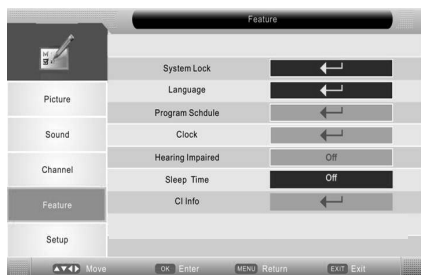 Feature
System Lock
Language
Program Schdule
Clock
Hearing Impaired Off
Sleep Time Off
CI Info
Picture
Sound
Channel
Feature
Setup
Move OK Enter MENU Return EXIT Exit